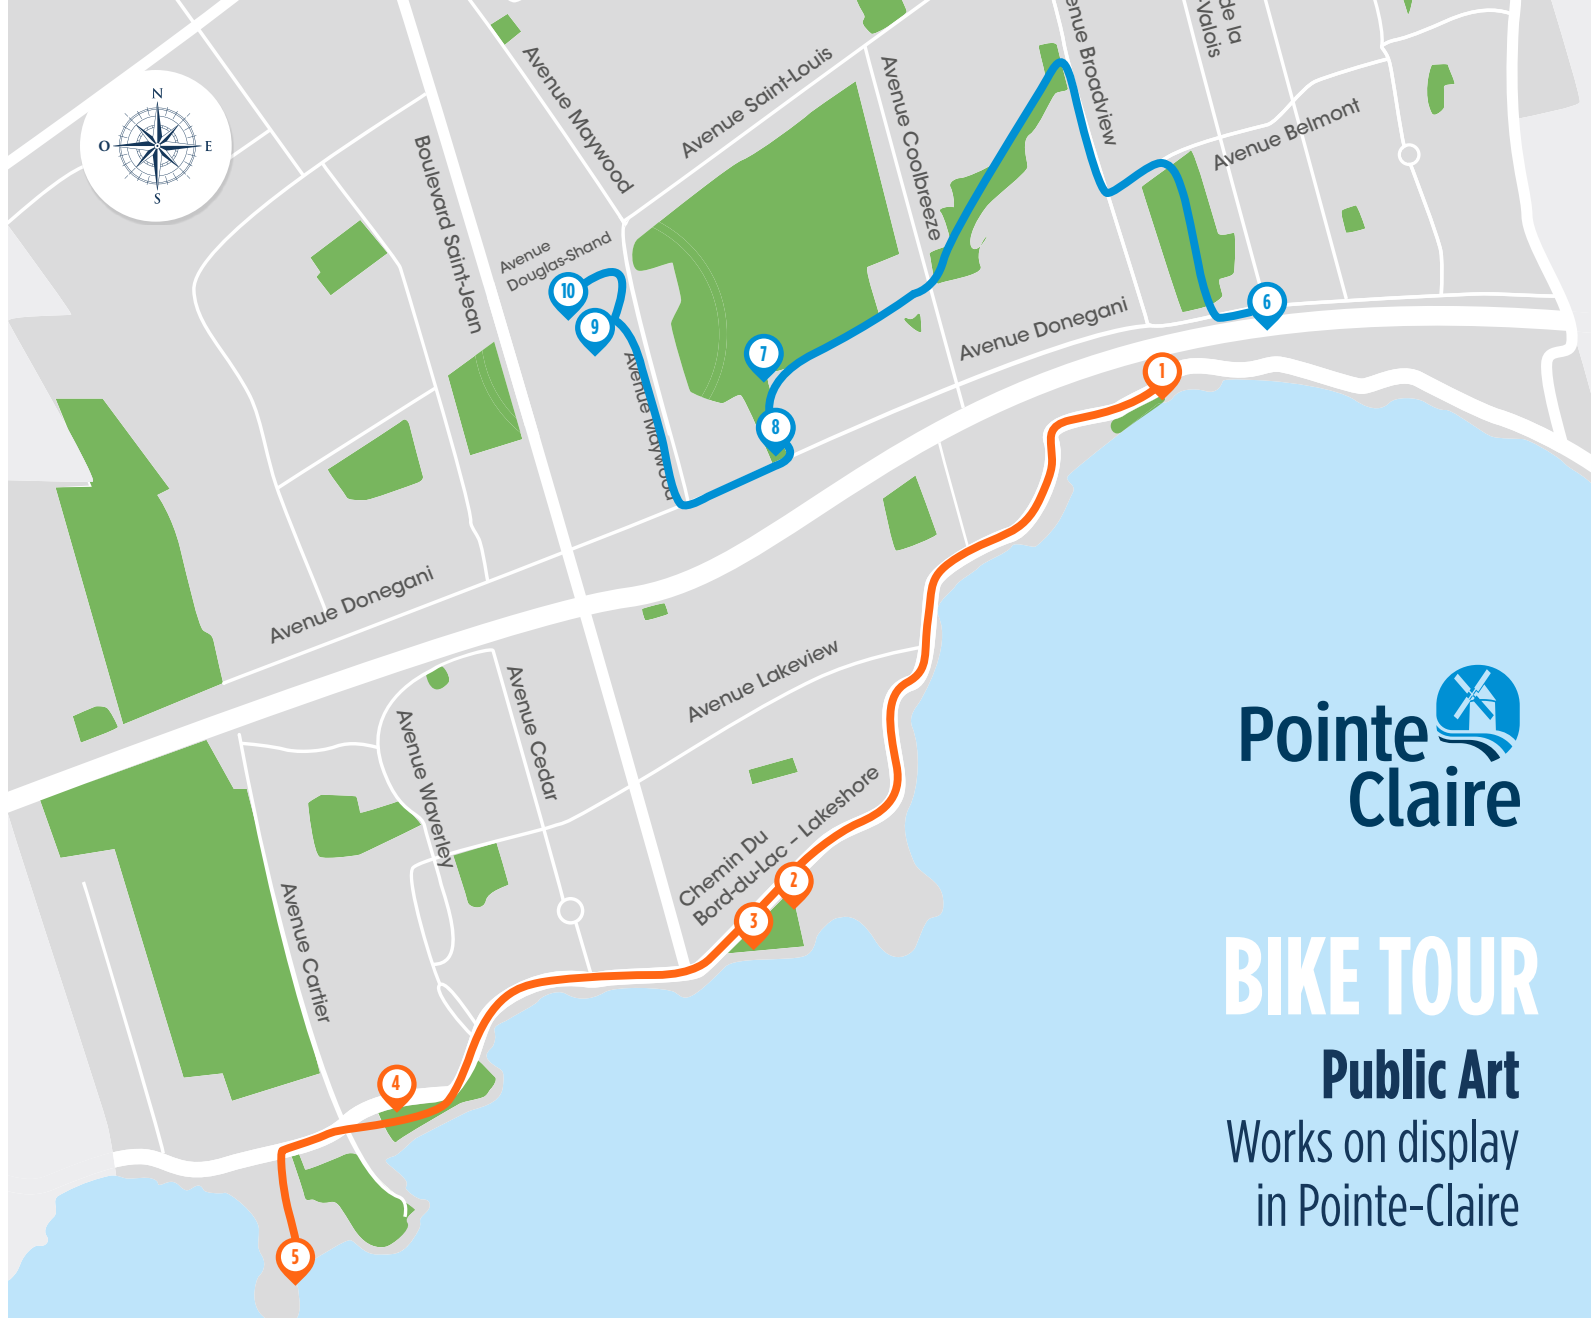 N
O
E
S
Avenue Maywood
Avenue Saint-Louis
Avenue Coolbreeze
enue Broadview
de la
-Valois
Avenue Belmont
Boulevard Saint-Jean
Avenue
Douglas-Shand
10
9
7
8
6
1
Avenue Maywood
Avenue Donegani
Avenue Donegani
Avenue Lakeview
Avenue Cedar
Avenue Waverley
Avenue Cartier
Chemin Du
Bord-du-Lac – Lakeshore
2
3
4
5
Pointe
Claire
BIKE TOUR
Public Art
Works on display
in Pointe-Claire